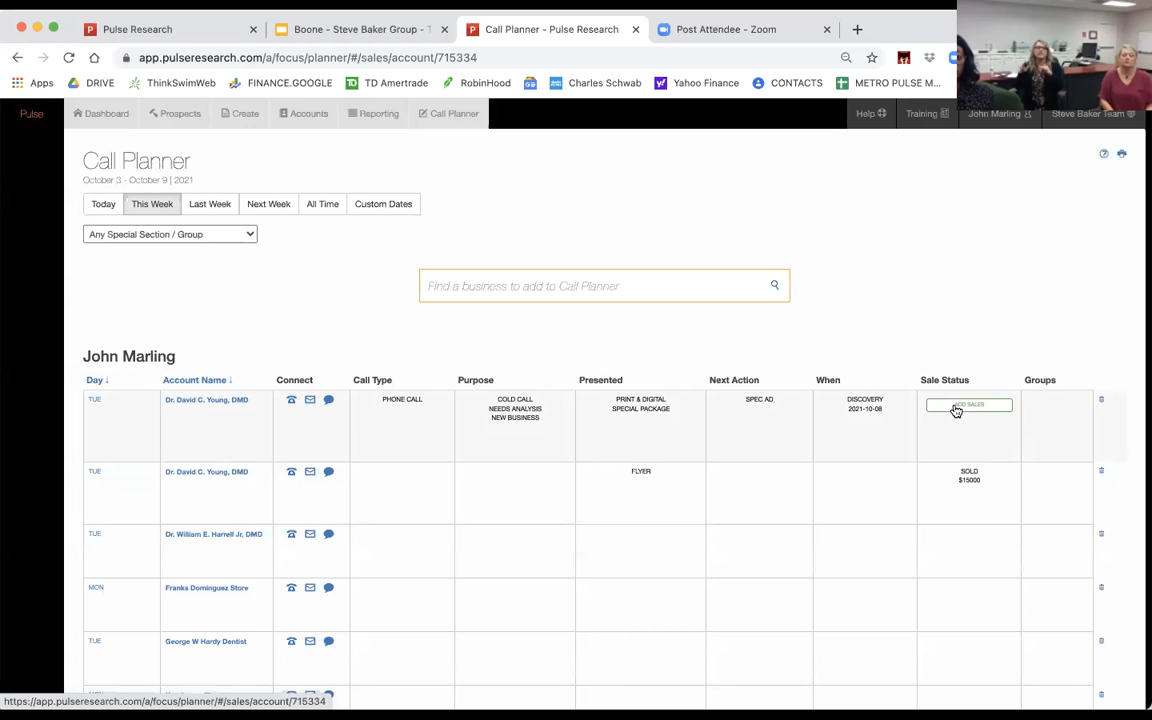 Pulse Research
Boone - Steve Baker Group - T
Call Planner - Pulse Research
Post Attendee - Zoom
app.pulseresearch.com/a/focus/planner/#/sales/account/715334
Apps
DRIVE
ThinkSwimWeb
FINANCE.GOOGLE
TD Amertrade
RobinHood
Charles Schwab
Yahoo Finance
CONTACTS
METRO PULSE M...
Pulse
Dashboard
Prospects
Create
Accounts
Reporting
Call Planner
Help
Training
John Marling
Steve Baker Team
Call Planner
October 3 - October 9 | 2021
Today
This Week
Last Week
Next Week
All Time
Custom Dates
Any Special Section / Group
Find a business to add to Call Planner
John Marling
Day Account Name Connect Call Type Purpose Presented Next Action When Sale Status Groups
TUE Dr. David C. Young, DMD PHONE CALL COLD CALL PRINT & DIGITAL SPEC AD DISCOVERY ADD SALES
NEEDS ANALYSIS SPECIAL PACKAGE 2021-10-08
NEW BUSINESS
TUE Dr. David C. Young, DMD FLYER SOLD
$15000
TUE Dr. William E. Harrell Jr, DMD
MON Franks Dominguez Store
TUE George W Hardy Dentist
https://app.pulseresearch.com/a/focus/planner/#/sales/account/715334